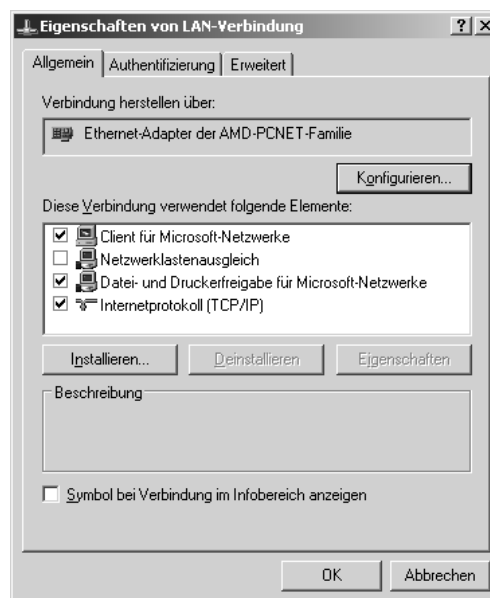 Eigenschaften von LAN-Verbindung
Allgemein Authentifizierung Erweitert
Verbindung herstellen über:
Ethernet-Adapter der AMD-PCNET-Familie
Konfigurieren...
Diese Verbindung verwendet folgende Elemente:
Client für Microsoft-Netzwerke
Netzwerklastenausgleich
Datei- und Druckerfreigabe für Microsoft-Netzwerke
Internetprotokoll (TCP/IP)
Installieren... Deinstallieren Eigenschaften
Beschreibung
Symbol bei Verbindung im Infobereich anzeigen
OK Abbrechen